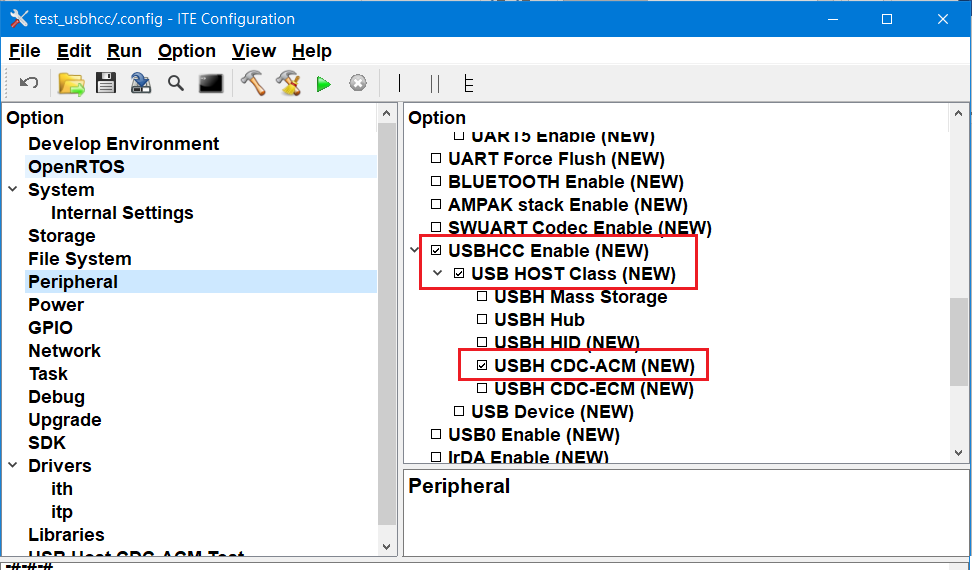 test_usbhcc/.config - ITE Configuration
File Edit Run Option View Help
Option
Develop Environment
OpenRTOS
System
Internal Settings
Storage
File System
Peripheral
Power
GPIO
Network
Task
Debug
Upgrade
SDK
Drivers
ith
itp
Libraries
USB Host CDC-ACM Test
Option
UART5 Enable (NEW)
UART Force Flush (NEW)
BLUETOOTH Enable (NEW)
AMPAK stack Enable (NEW)
SWUART Codec Enable (NEW)
USBHCC Enable (NEW)
USB HOST Class (NEW)
USBH Mass Storage
USBH Hub
USBH HID (NEW)
USBH CDC-ACM (NEW)
USBH CDC-ECM (NEW)
USB Device (NEW)
USB0 Enable (NEW)
IrDA Enable (NEW)
Peripheral
-#-#-#